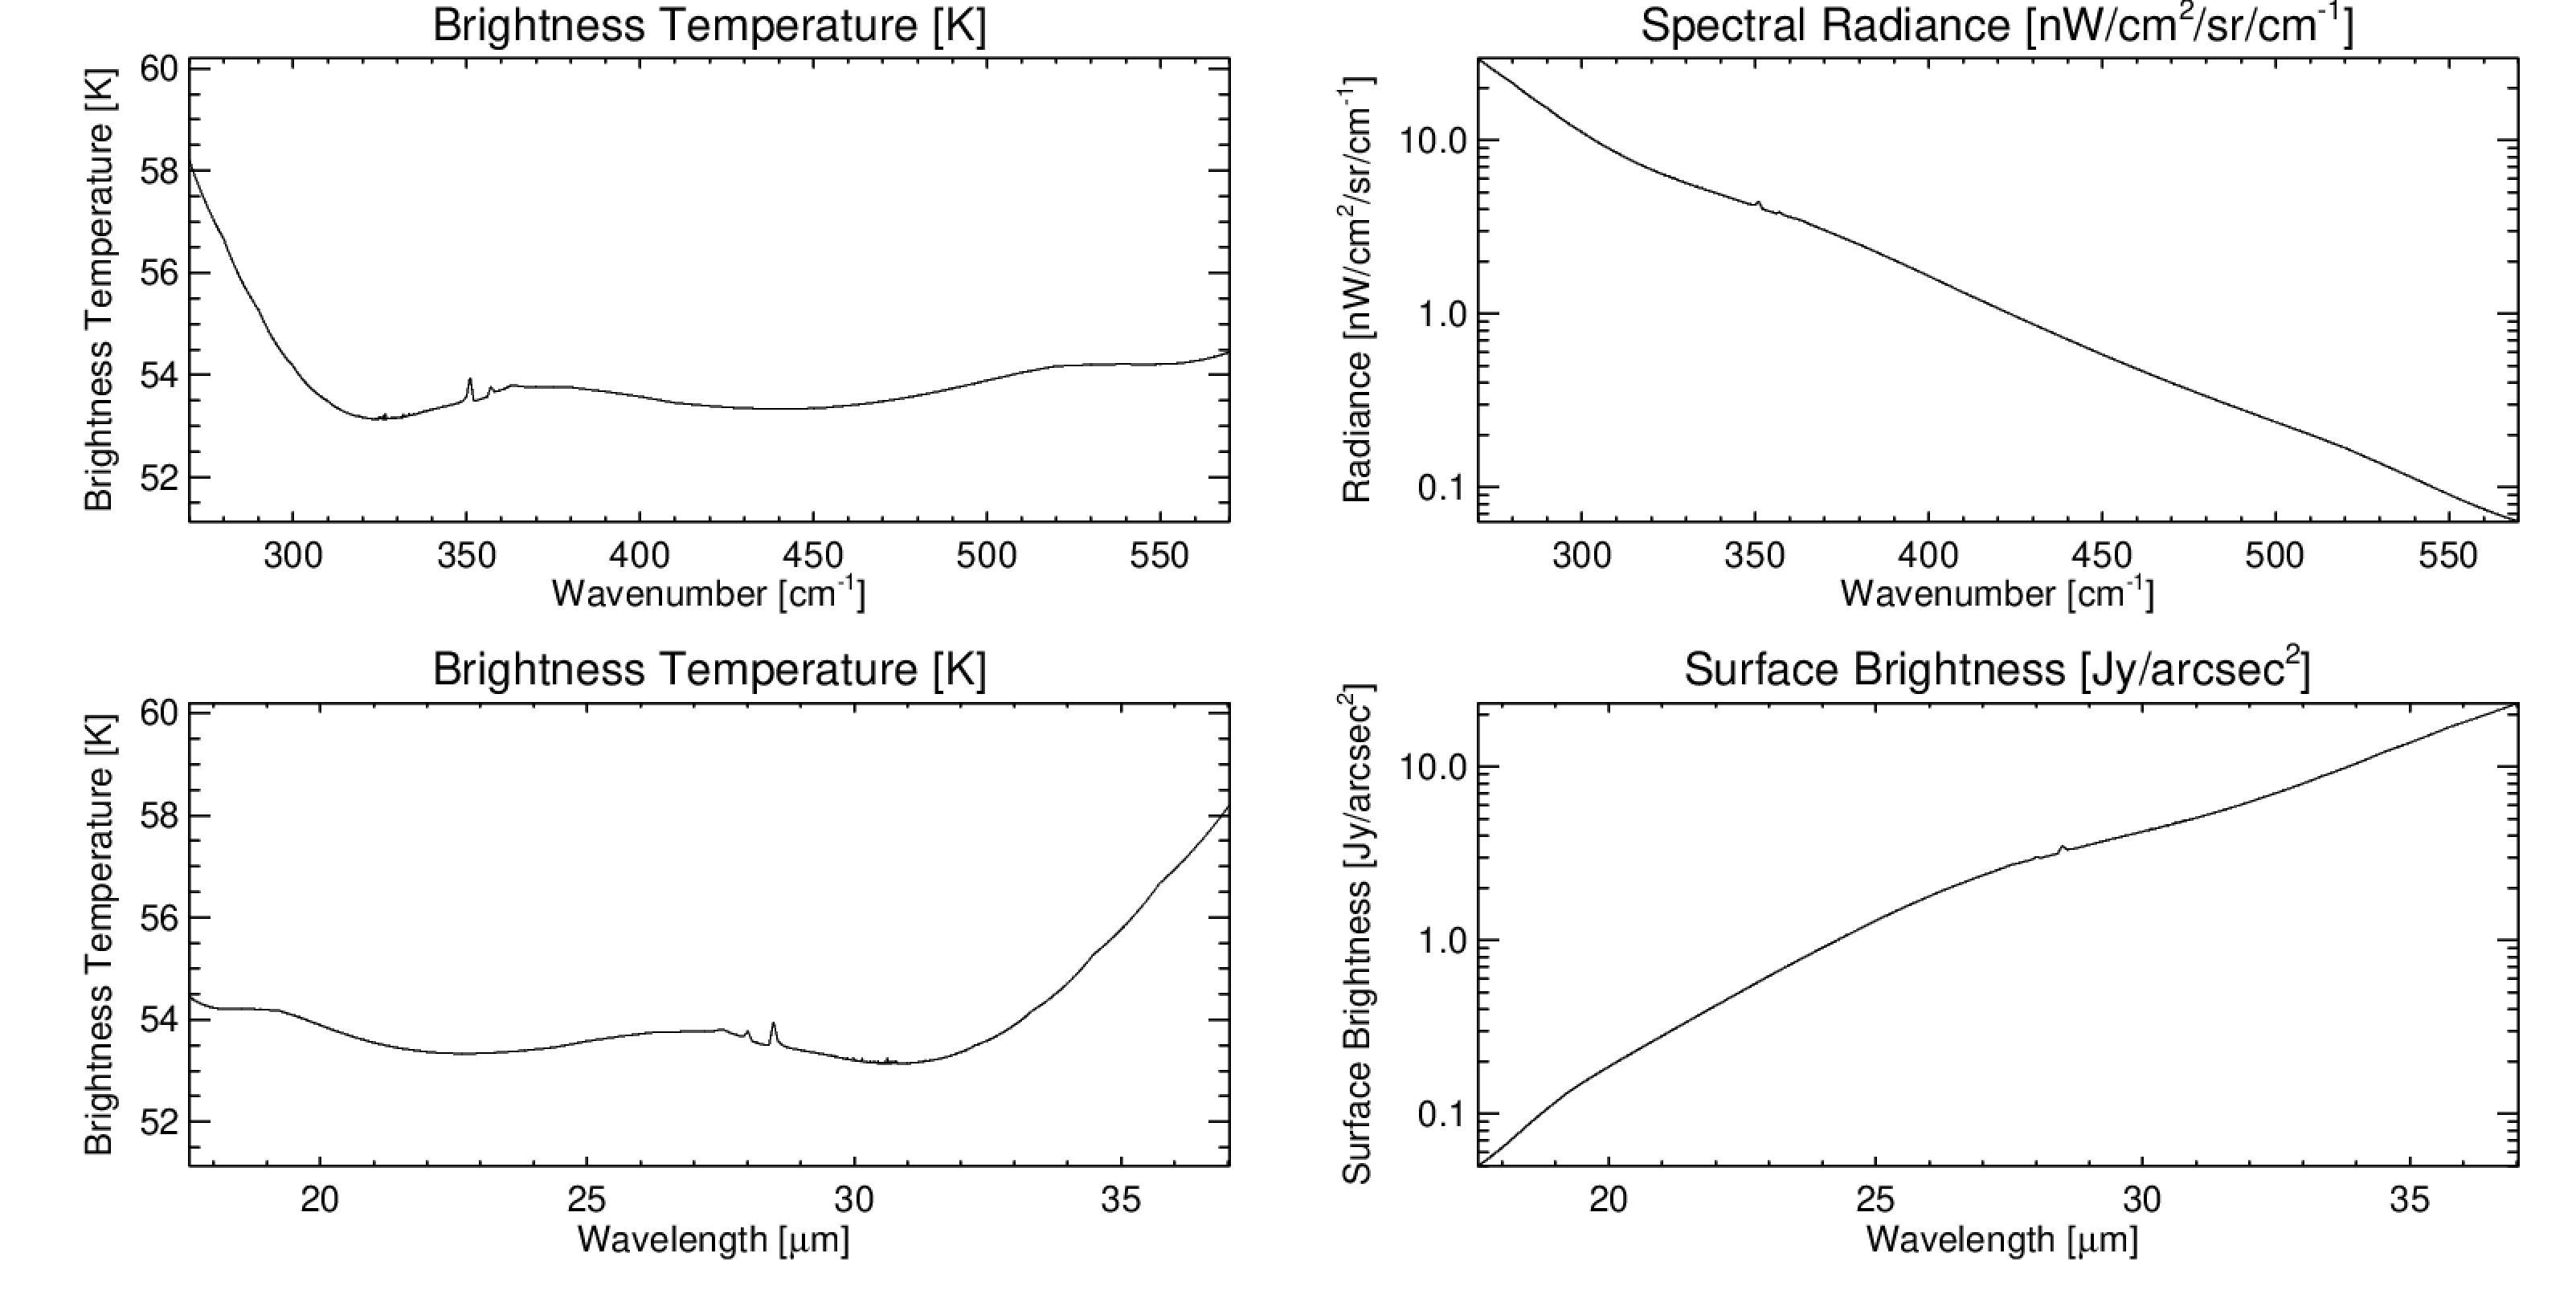 Brightness Temperature [K]
Brightness Temperature [K]
60
58
56
54
52
300 350 400 450 500 550
Wavenumber [cm⁻¹]
Spectral Radiance [nW/cm²/sr/cm⁻¹]
Radiance [nW/cm²/sr/cm⁻¹]
10.0
1.0
0.1
300 350 400 450 500 550
Wavenumber [cm⁻¹]
Brightness Temperature [K]
Brightness Temperature [K]
60
58
56
54
52
20 25 30 35
Wavelength [μm]
Surface Brightness [Jy/arcsec²]
Surface Brightness [Jy/arcsec²]
10.0
1.0
0.1
20 25 30 35
Wavelength [μm]